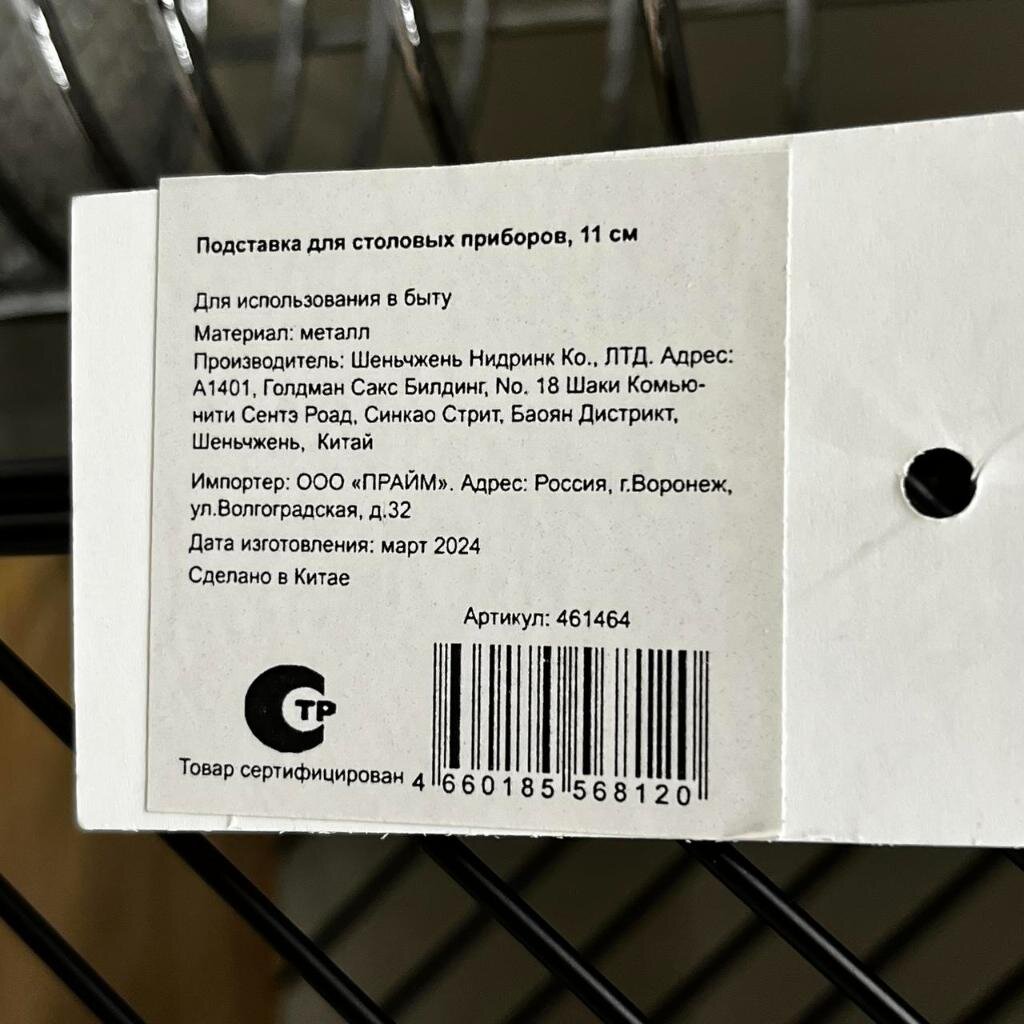 Подставка для столовых приборов, 11 см
Для использования в быту
Материал: металл
Производитель: Шеньчжень Нидринк Ко., ЛТД. Адрес:
А1401, Голдман Сакс Билдинг, No. 18 Шаки Комью-
нити Сентэ Роад, Синкао Стрит, Баоян Дистрикт,
Шеньчжень, Китай
Импортер: ООО «ПРАЙМ». Адрес: Россия, г.Воронеж,
ул.Волгоградская, д.32
Дата изготовления: март 2024
Сделано в Китае
Артикул: 461464
СТР
Товар сертифицирован
4 660185 568120